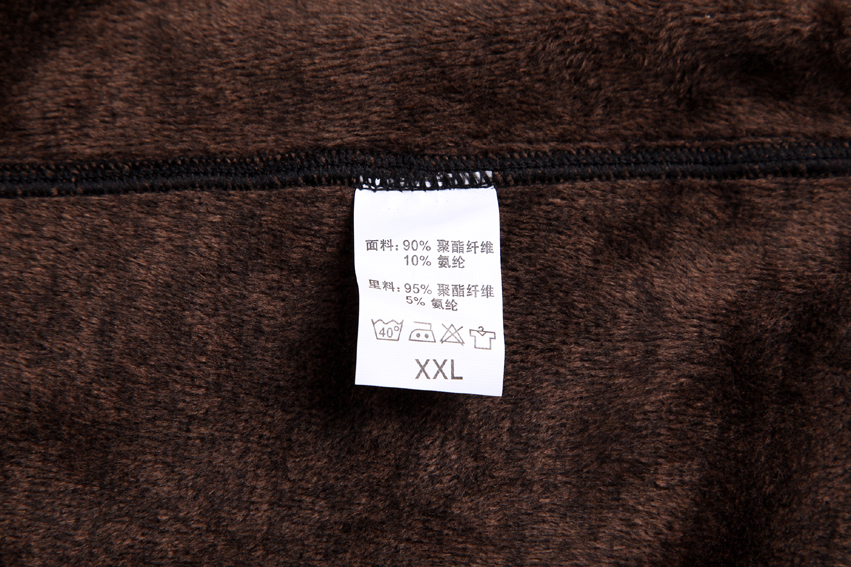 面料: 90% 聚酯纤维
10% 氨纶
里料: 95% 聚酯纤维
5% 氨纶
40°
XXL